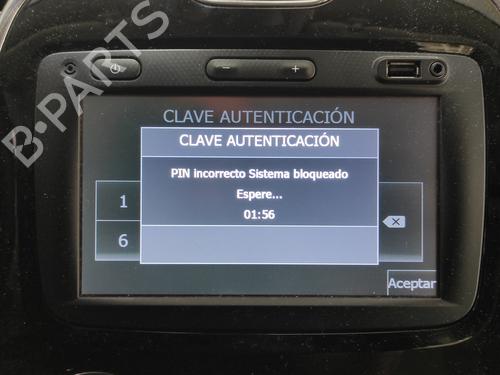 CLAVE AUTENTICACIÓN
CLAVE AUTENTICACIÓN
PIN incorrecto Sistema bloqueado
Espere...
01:56
1
6
Aceptar
B-PARTS